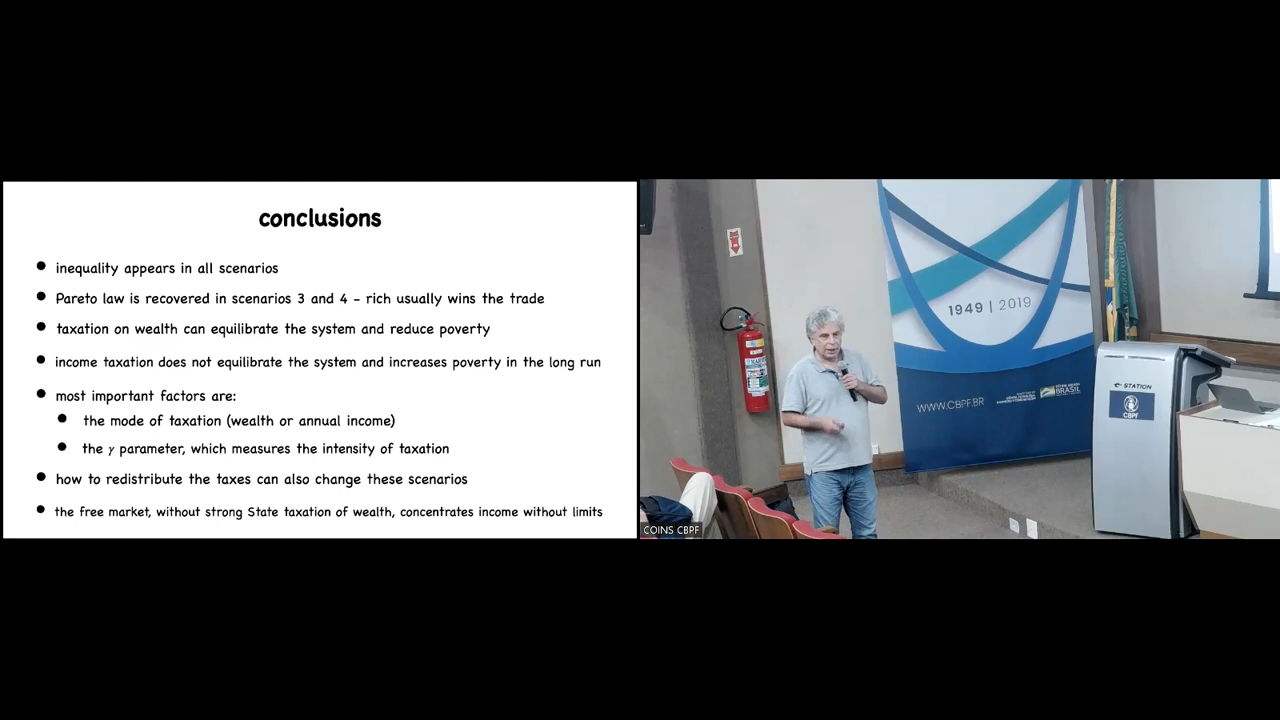 conclusions
inequality appears in all scenarios
Pareto law is recovered in scenarios 3 and 4 - rich usually wins the trade
taxation on wealth can equilibrate the system and reduce poverty
income taxation does not equilibrate the system and increases poverty in the long run
most important factors are:
the mode of taxation (wealth or annual income)
the γ parameter, which measures the intensity of taxation
how to redistribute the taxes can also change these scenarios
the free market, without strong State taxation of wealth, concentrates income without limits
1949 | 2019
WWW.CBPF.BR
BRASIL
STATION
CBPF
COINS CBPF